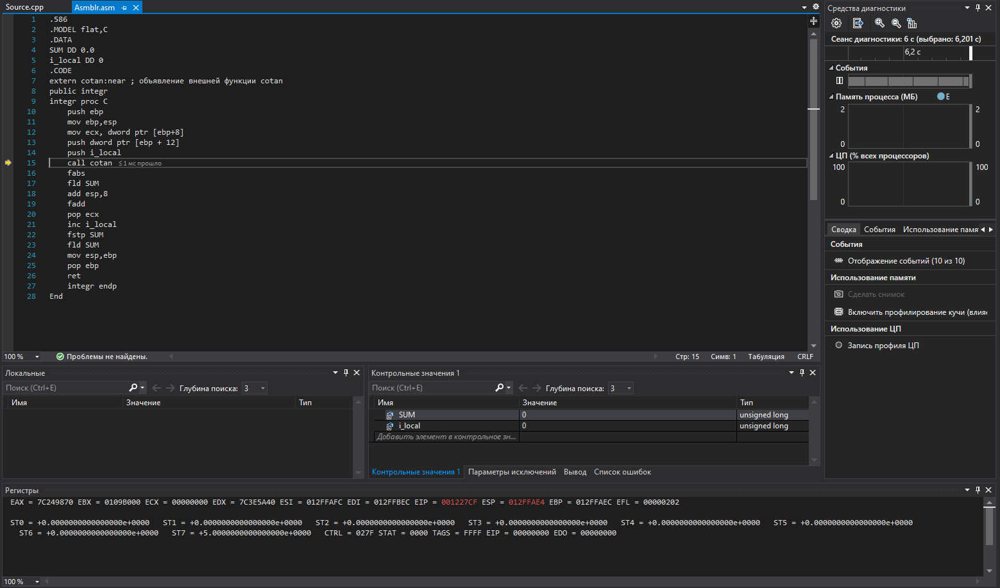 Source.cpp
Asmblr.asm
1 .586
2 .MODEL flat,C
3 .DATA
4 SUM DD 0.0
5 i_local DD 0
6 .CODE
7 extern cotan:near ; объявление внешней функции cotan
8 public integr
9 integr proc C
10 push ebp
11 mov ebp,esp
12 mov ecx, dword ptr [ebp+8]
13 push dword ptr [ebp + 12]
14 push i_local
15 call cotan ≤1 мс прошло
16 fabs
17 fld SUM
18 add esp,8
19 fadd
20 pop ecx
21 inc i_local
22 fstp SUM
23 fld SUM
24 mov esp,ebp
25 pop ebp
26 ret
27 integr endp
28 End
100 % Проблемы не найдены. Стр: 15 Симв: 1 Табуляция CRLF
Средства диагностики
Сеанс диагностики: 6 с (выбрано: 6,201 с)
6,2 с
События
Память процесса (МБ) Е
2 2
0 0
ЦП (% всех процессоров)
100 100
0 0
Сводка События Использование памят
События
Отображение событий (10 из 10)
Использование памяти
Сделать снимок
Включить профилирование кучи (влияе
Использование ЦП
Запись профиля ЦП
Локальные
Поиск (Ctrl+E) Глубина поиска: 3
Имя Значение Тип
Контрольные значения 1
Поиск (Ctrl+E) Глубина поиска: 3
Имя Значение Тип
SUM 0 unsigned long
i_local 0 unsigned long
Добавить элемент в контрольное зн...
Контрольные значения 1 Параметры исключений Вывод Список ошибок
Регистры
EAX = 7C249870 EBX = 0109B000 ECX = 00000000 EDX = 7C3E5A40 ESI = 012FFAFC EDI = 012FFBEC EIP = 001227CF ESP = 012FFAE4 EBP = 012FFAEC EFL = 00000202
ST0 = +0.0000000000000000e+0000 ST1 = +0.0000000000000000e+0000 ST2 = +0.0000000000000000e+0000 ST3 = +0.0000000000000000e+0000 ST4 = +0.0000000000000000e+0000 ST5 = +0.0000000000000000e+0000
ST6 = +0.0000000000000000e+0000 ST7 = +5.0000000000000000e+0000 CTRL = 027F STAT = 0000 TAGS = FFFF EIP = 00000000 EDO = 00000000
100 %